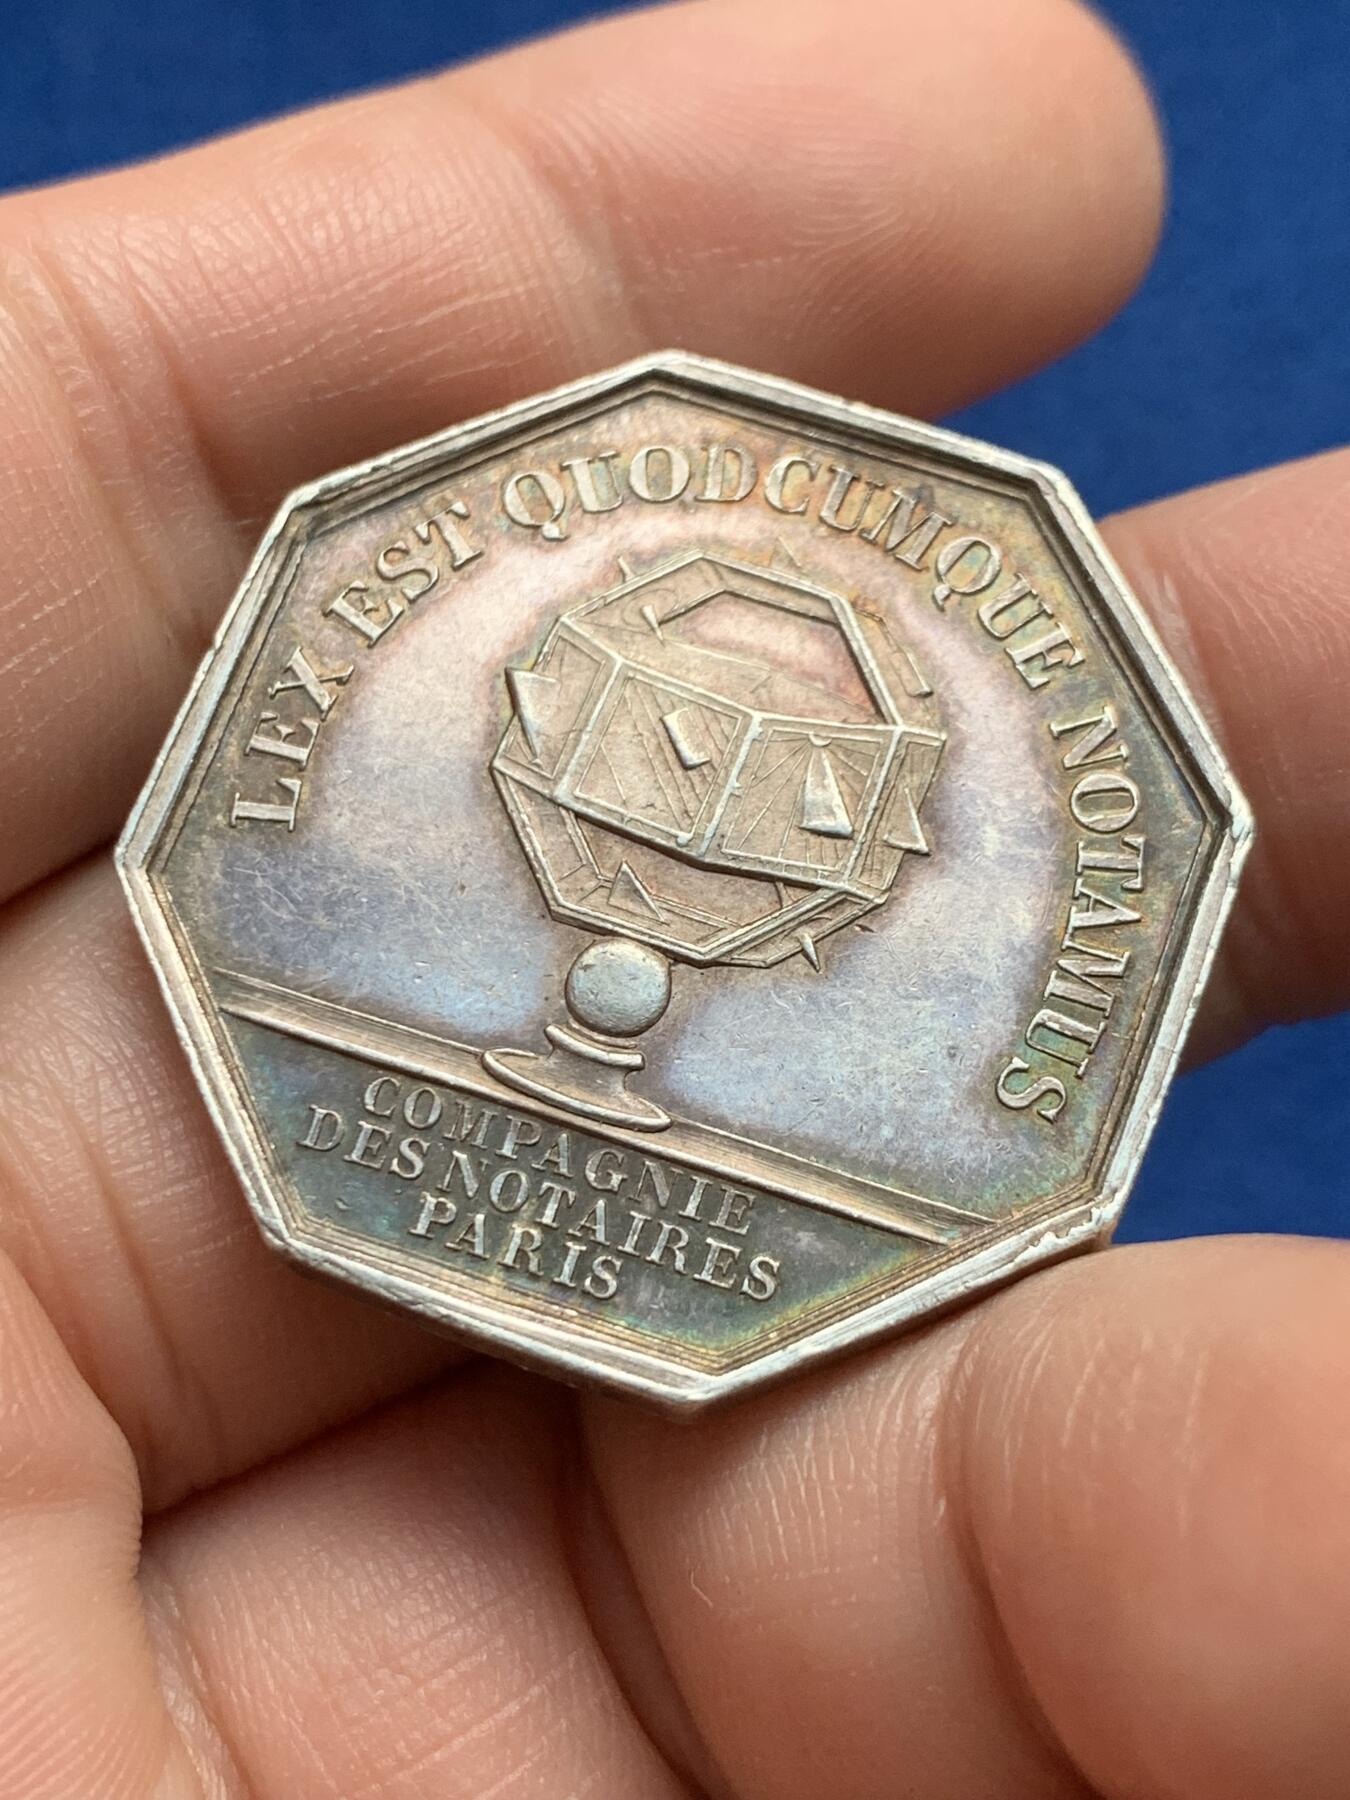 LEX EST QUODCUMQUE NOTAMUS
COMPAGNIE
DES NOTAIRES
PARIS